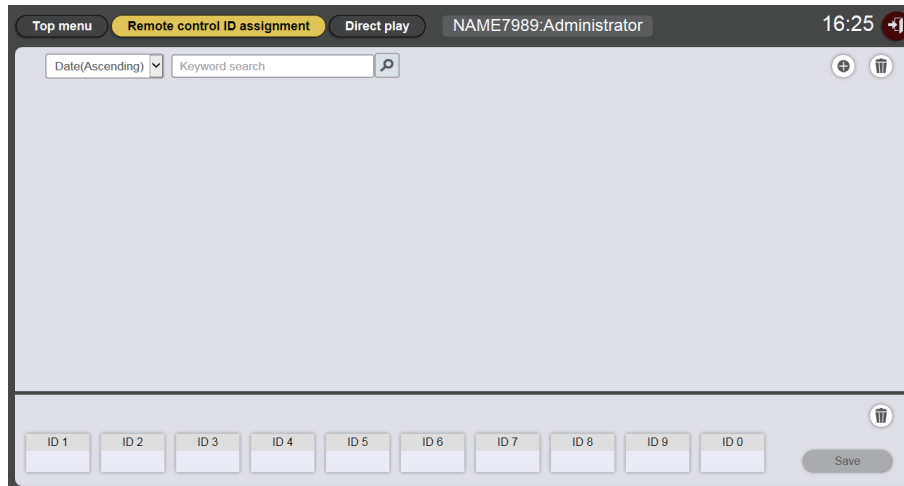 Top menu Remote control ID assignment Direct play NAME7989:Administrator 16:25
Date(Ascending) Keyword search
ID 1 ID 2 ID 3 ID 4 ID 5 ID 6 ID 7 ID 8 ID 9 ID 0
Save